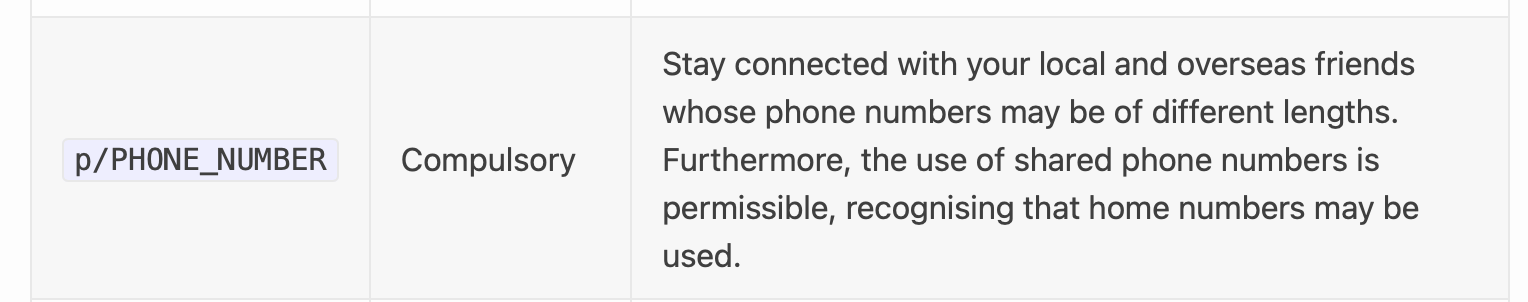 p/PHONE_NUMBER
Compulsory
Stay connected with your local and overseas friends
whose phone numbers may be of different lengths.
Furthermore, the use of shared phone numbers is
permissible, recognising that home numbers may be
used.